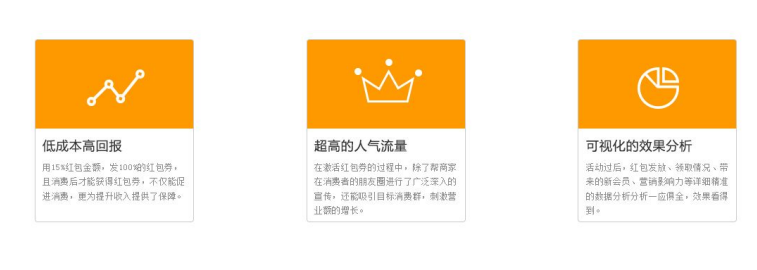 低成本高回报
用15%红包金额，发100%的红包券，
且消费后才能获得红包券，不仅能促
进消费，更为提升收入提供了保障。
超高的人气流量
在激活红包券的过程中，除了帮商家
在消费者的朋友圈进行了广泛深入的
宣传，还能吸引目标消费群，刺激营
业额的增长。
可视化的效果分析
活动过后，红包发放、领取情况、带
来的新会员、营销影响力等详细精准
的数据分析分析一应俱全，效果看得
到。